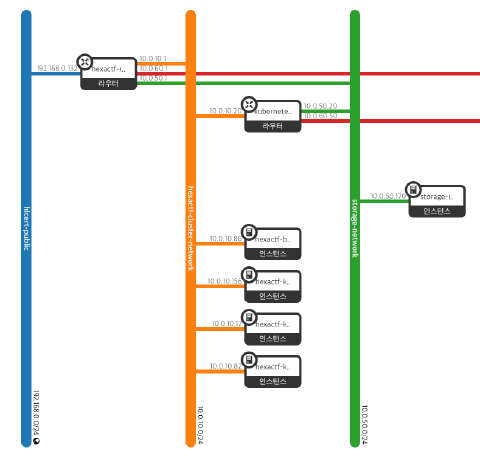 192.168.0.132
hexactf-r..
라우터
10.0.10.1
10.0.60.1
10.0.50.1
10.0.10.20
kubernete..
라우터
10.0.50.20
10.0.60.50
10.0.50.170
storage-i..
인스턴스
hlcert-public
hexactf-cluster-network
storage-network
10.0.10.86
hexactf-b..
인스턴스
10.0.10.156
hexactf-k..
인스턴스
10.0.10.17
hexactf-k..
인스턴스
10.0.10.82
hexactf-k..
인스턴스
192.168.0.0/24
10.0.10.0/24
10.0.50.0/24